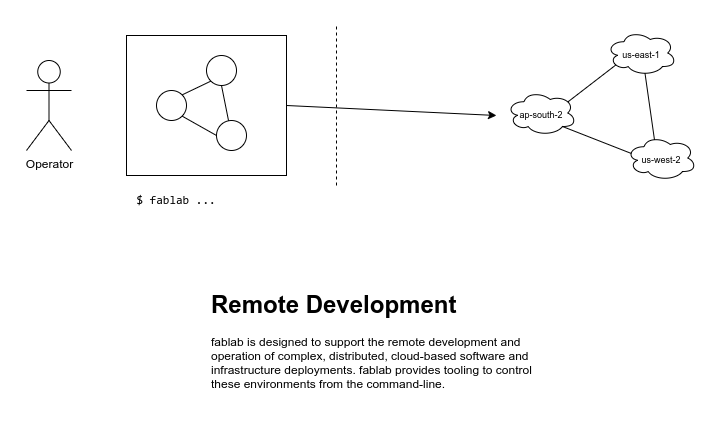 us-east-1
ap-south-2
us-west-2
Operator
$ fablab ...
Remote Development
fablab is designed to support the remote development and
operation of complex, distributed, cloud-based software and
infrastructure deployments. fablab provides tooling to control
these environments from the command-line.